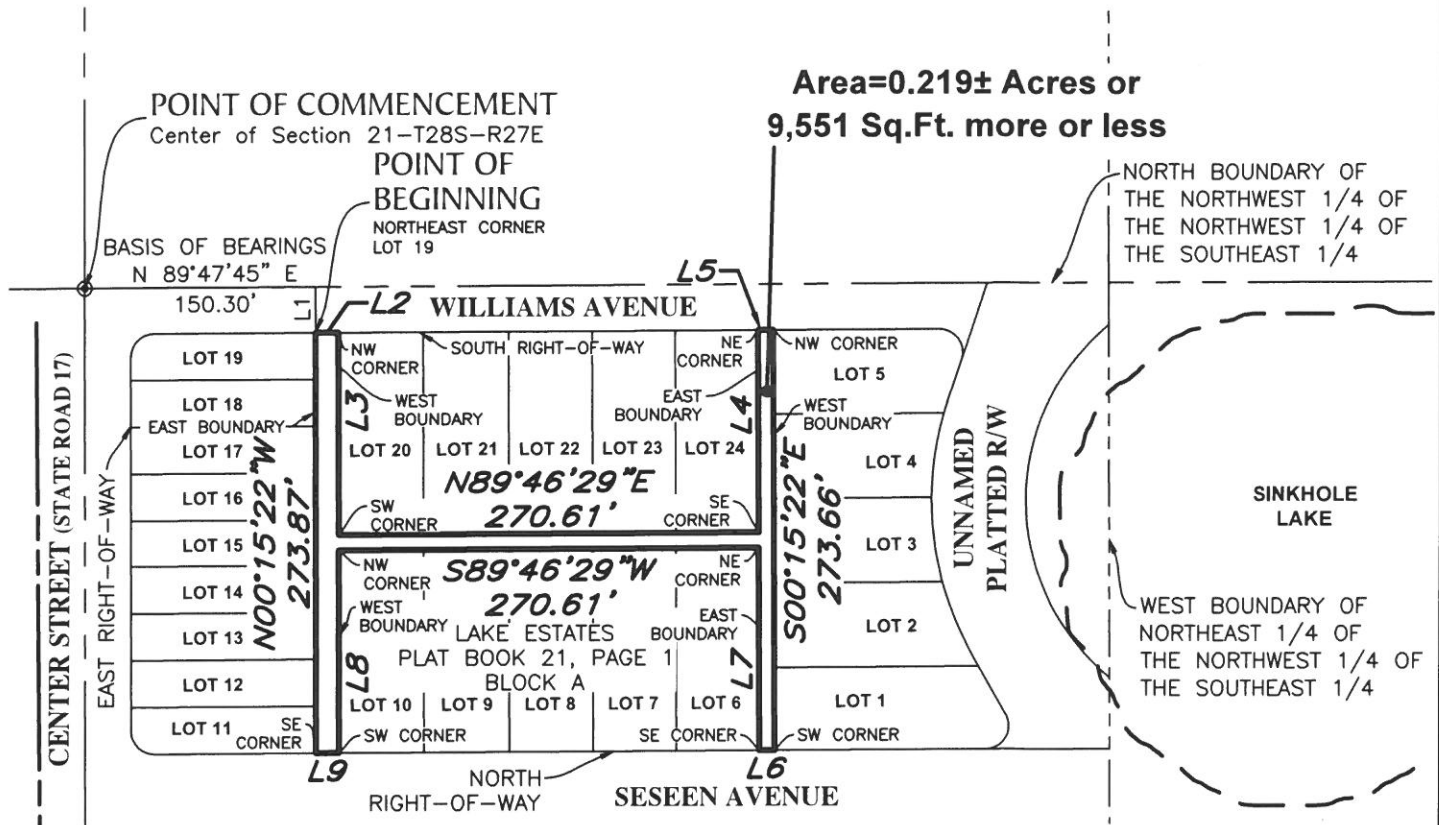 Area=0.219± Acres or
9,551 Sq.Ft. more or less
POINT OF COMMENCEMENT
Center of Section 21-T28S-R27E
POINT OF
BEGINNING
NORTHEAST CORNER
LOT 19
NORTH BOUNDARY OF
THE NORTHWEST 1/4 OF
THE NORTHWEST 1/4 OF
THE SOUTHEAST 1/4
BASIS OF BEARINGS
N 89°47'45" E
150.30'
L1
L2
WILLIAMS AVENUE
L5
LOT 19
NW
CORNER
SOUTH RIGHT-OF-WAY
NE
CORNER
NW CORNER
LOT 5
LOT 18
EAST BOUNDARY
LOT 17
LOT 16
LOT 15
LOT 14
LOT 13
LOT 12
LOT 11
SE
CORNER
CENTER STREET (STATE ROAD 17)
EAST RIGHT-OF-WAY
N00°15'22"W
273.87'
L3
WEST
BOUNDARY
EAST
BOUNDARY
L4
WEST
BOUNDARY
LOT 20
LOT 21
LOT 22
LOT 23
LOT 24
N89°46'29"E
270.61'
SW
CORNER
SE
CORNER
S00°15'22"E
273.66'
LOT 4
LOT 3
LOT 2
LOT 1
UNNAMED
PLATTED R/W
SINKHOLE
LAKE
NW
CORNER
S89°46'29"W
270.61'
NE
CORNER
WEST
BOUNDARY
LAKE ESTATES
PLAT BOOK 21, PAGE 1
BLOCK A
EAST
BOUNDARY
L8
L7
LOT 10
LOT 9
LOT 8
LOT 7
LOT 6
SW CORNER
SE CORNER
SW CORNER
WEST BOUNDARY OF
NORTHEAST 1/4 OF
THE NORTHWEST 1/4 OF
THE SOUTHEAST 1/4
L9
L6
NORTH
RIGHT-OF-WAY
SESEEN AVENUE